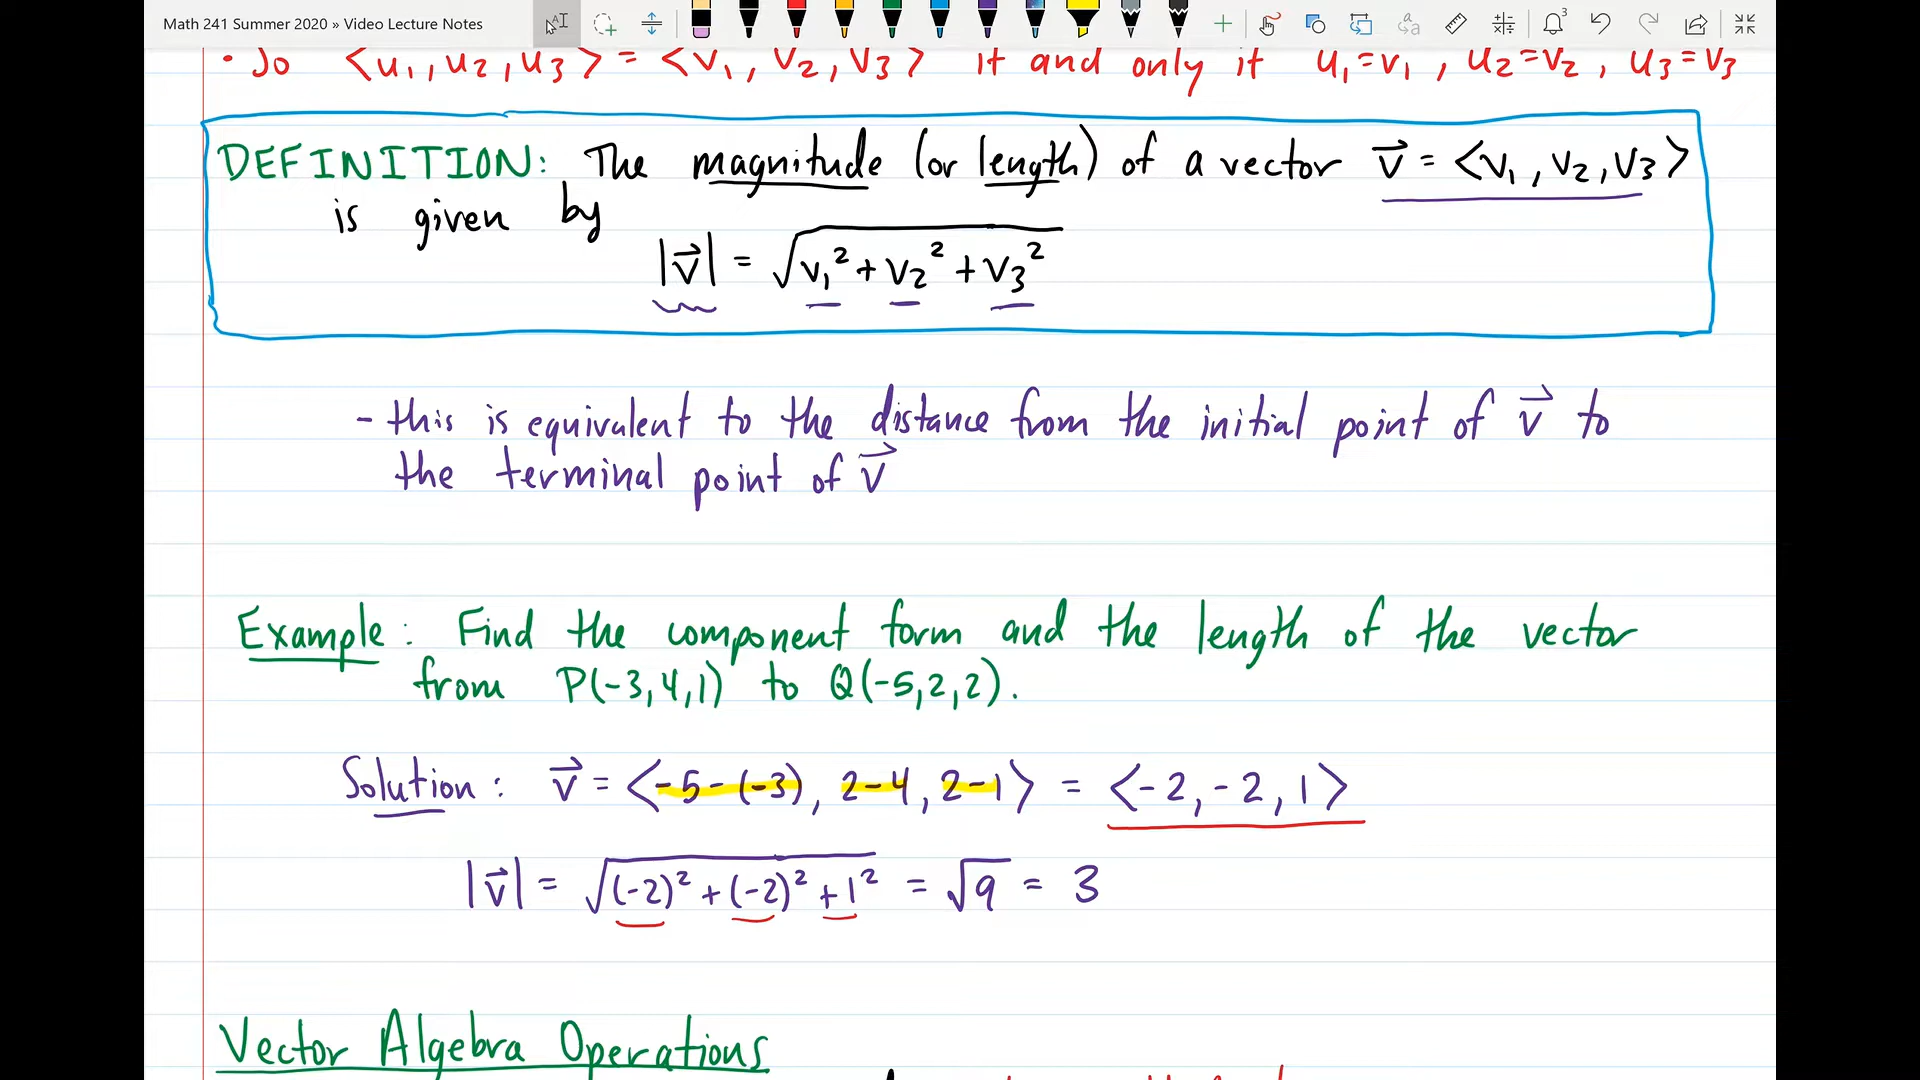 Math 241 Summer 2020 » Video Lecture Notes
• So <u₁, u₂, u₃> = <v₁, v₂, v₃> if and only if u₁=v₁, u₂=v₂, u₃=v₃
DEFINITION: The magnitude (or length) of a vector v⃗ = <v₁, v₂, v₃>
is given by
|v⃗| = √(v₁² + v₂² + v₃²)
- this is equivalent to the distance from the initial point of v⃗ to
the terminal point of v⃗
Example: Find the component form and the length of the vector
from P(-3,4,1) to Q(-5,2,2).
Solution: v⃗ = <-5-(-3), 2-4, 2-1> = <-2, -2, 1>
|v⃗| = √((-2)² + (-2)² + 1²) = √9 = 3
Vector Algebra Operations